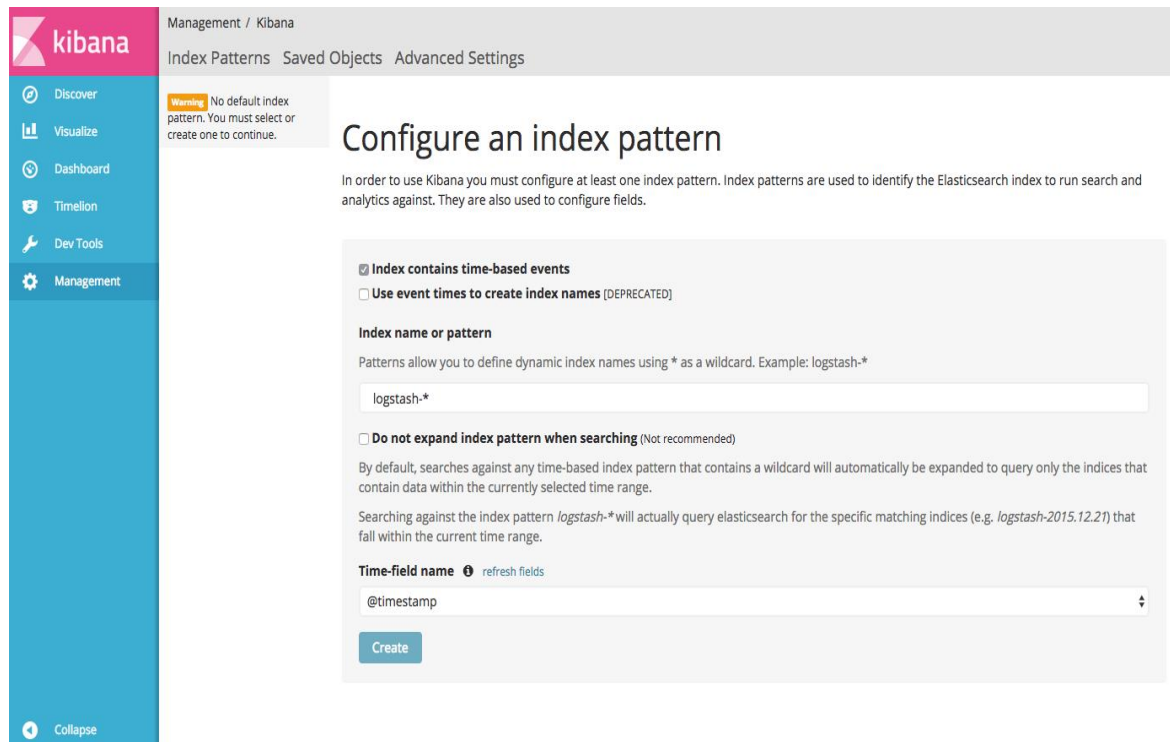 kibana
Discover
Visualize
Dashboard
Timelion
Dev Tools
Management
Collapse
Management / Kibana
Index Patterns Saved Objects Advanced Settings
Warning No default index
pattern. You must select or
create one to continue.
Configure an index pattern
In order to use Kibana you must configure at least one index pattern. Index patterns are used to identify the Elasticsearch index to run search and
analytics against. They are also used to configure fields.
Index contains time-based events
Use event times to create index names [DEPRECATED]
Index name or pattern
Patterns allow you to define dynamic index names using * as a wildcard. Example: logstash-*
logstash-*
Do not expand index pattern when searching (Not recommended)
By default, searches against any time-based index pattern that contains a wildcard will automatically be expanded to query only the indices that
contain data within the currently selected time range.
Searching against the index pattern logstash-* will actually query elasticsearch for the specific matching indices (e.g. logstash-2015.12.21) that
fall within the current time range.
Time-field name refresh fields
@timestamp
Create